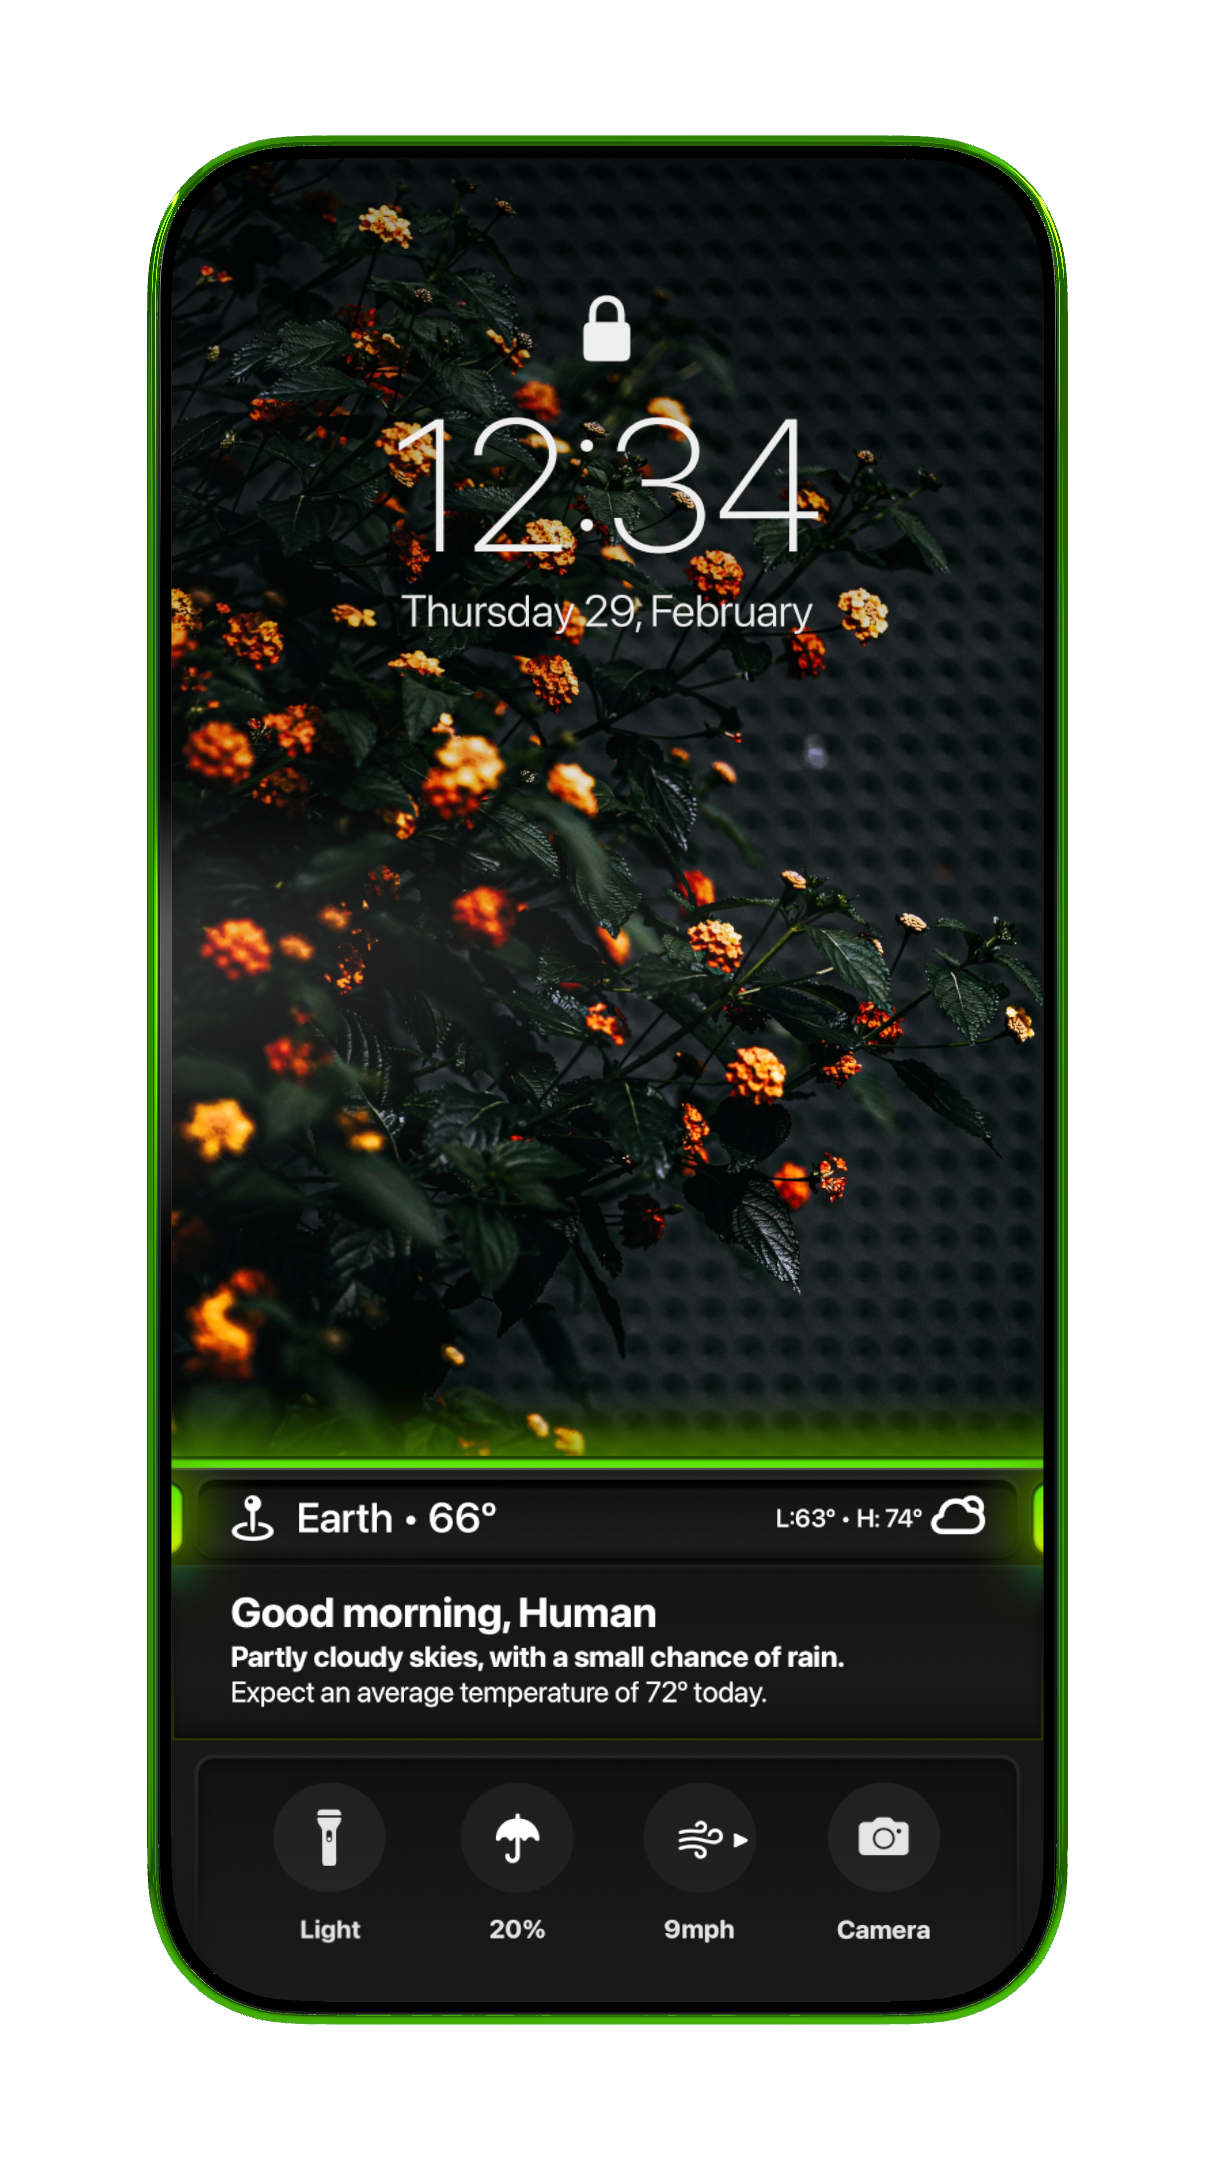 12:34
Thursday 29, February
Earth • 66°
L:63° • H: 74°
Good morning, Human
Partly cloudy skies, with a small chance of rain.
Expect an average temperature of 72° today.
Light
20%
9mph
Camera